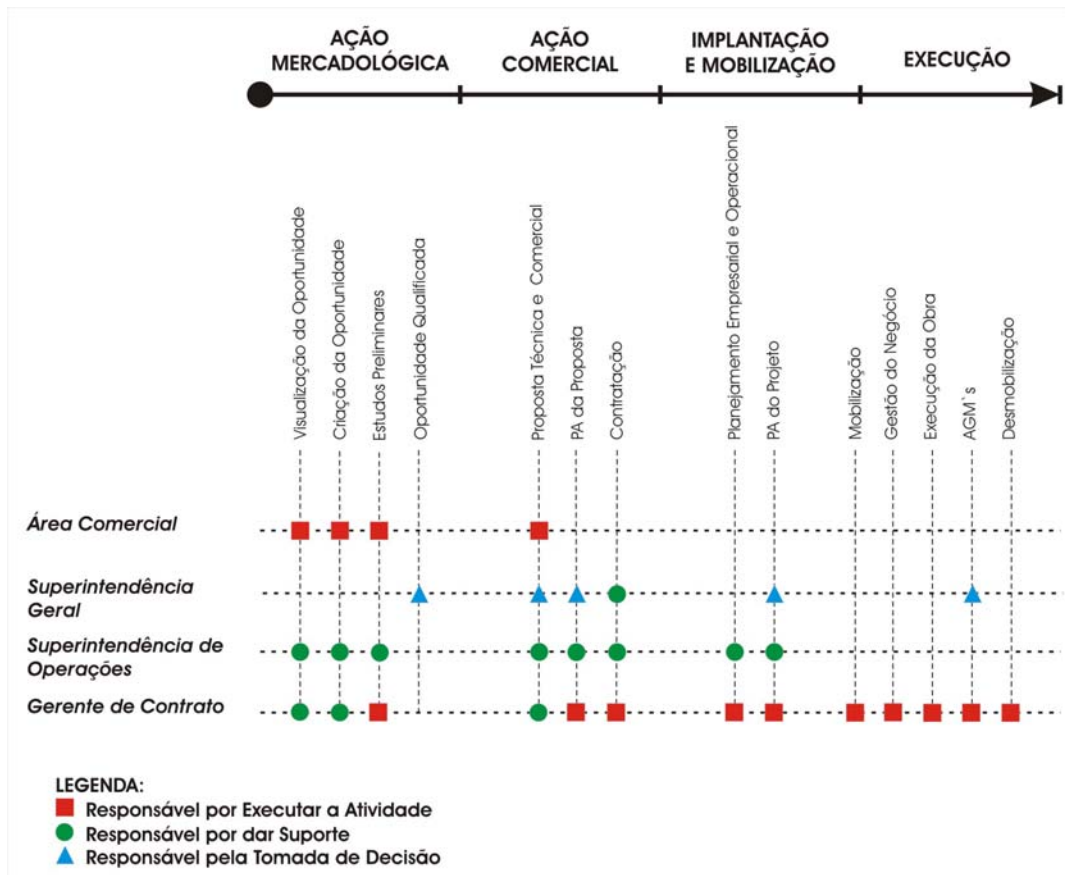 AÇÃO
MERCADOLÓGICA
AÇÃO
COMERCIAL
IMPLANTAÇÃO
E MOBILIZAÇÃO
EXECUÇÃO
Visualização da Oportunidade
Criação da Oportunidade
Estudos Preliminares
Oportunidade Qualificada
Proposta Técnica e Comercial
PA da Proposta
Contratação
Planejamento Empresarial e Operacional
PA do Projeto
Mobilização
Gestão do Negócio
Execução da Obra
AGM`s
Desmobilização
Área Comercial
Superintendência
Geral
Superintendência de
Operações
Gerente de Contrato
LEGENDA:
Responsável por Executar a Atividade
Responsável por dar Suporte
Responsável pela Tomada de Decisão